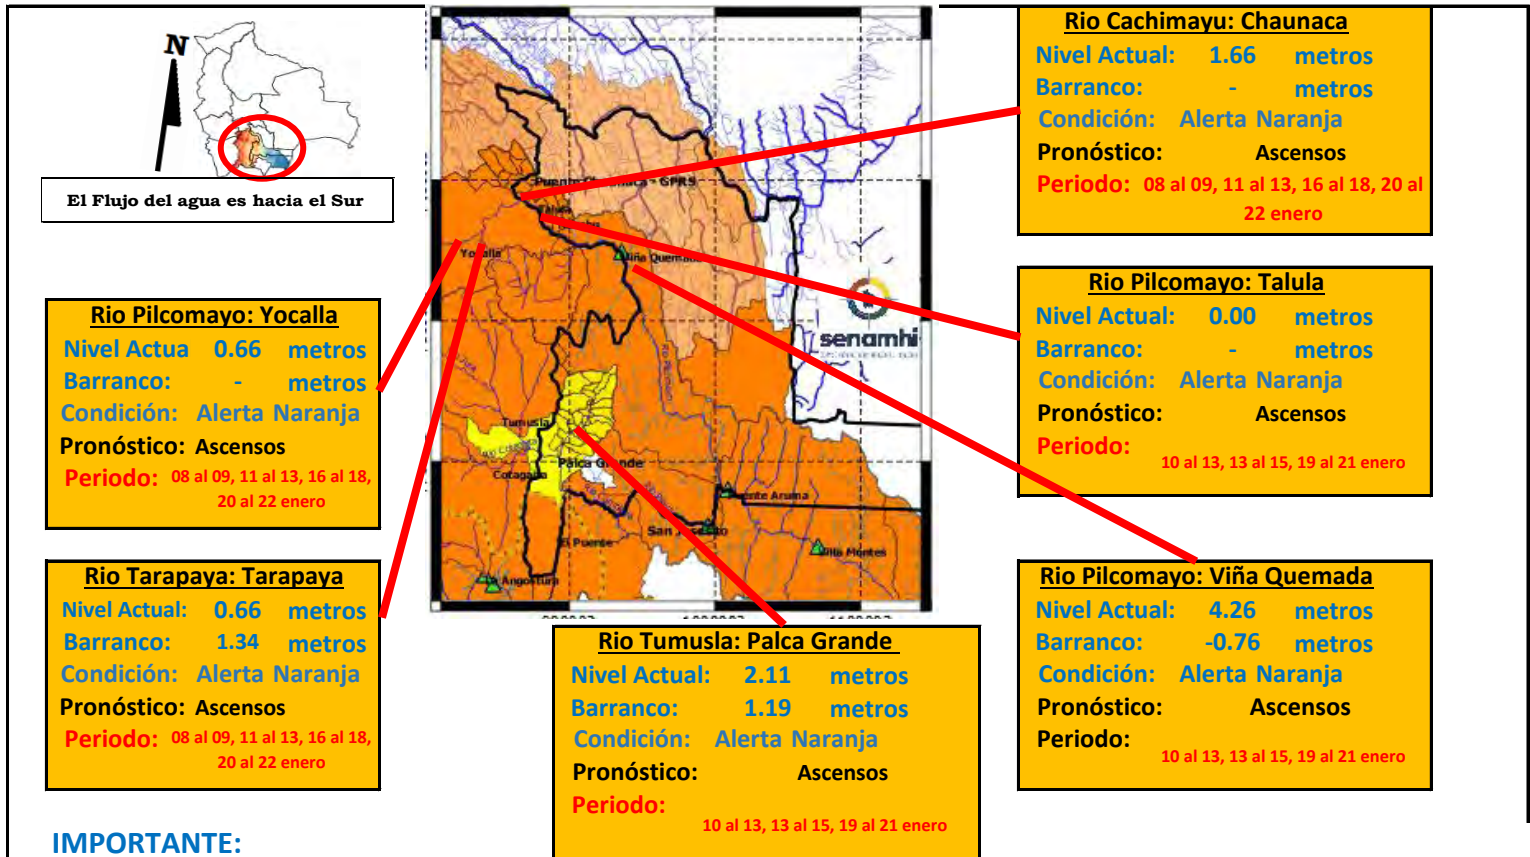 N
El Flujo del agua es hacia el Sur
Rio Pilcomayo: Yocalla
Nivel Actua 0.66 metros
Barranco: - metros
Condición: Alerta Naranja
Pronóstico: Ascensos
Periodo: 08 al 09, 11 al 13, 16 al 18,
20 al 22 enero
Rio Tarapaya: Tarapaya
Nivel Actual: 0.66 metros
Barranco: 1.34 metros
Condición: Alerta Naranja
Pronóstico: Ascensos
Periodo: 08 al 09, 11 al 13, 16 al 18,
20 al 22 enero
IMPORTANTE:
Talula
Yocalla
Viña Quemada
senamhi
Tumusla
Palca Grande
Cotagaita
Puente Aruma
San Josecito
El Puente
Villa Montes
Angostura
Rio Tumusla: Palca Grande
Nivel Actual: 2.11 metros
Barranco: 1.19 metros
Condición: Alerta Naranja
Pronóstico: Ascensos
Periodo:
10 al 13, 13 al 15, 19 al 21 enero
Rio Cachimayu: Chaunaca
Nivel Actual: 1.66 metros
Barranco: - metros
Condición: Alerta Naranja
Pronóstico: Ascensos
Periodo: 08 al 09, 11 al 13, 16 al 18, 20 al
22 enero
Rio Pilcomayo: Talula
Nivel Actual: 0.00 metros
Barranco: - metros
Condición: Alerta Naranja
Pronóstico: Ascensos
Periodo:
10 al 13, 13 al 15, 19 al 21 enero
Rio Pilcomayo: Viña Quemada
Nivel Actual: 4.26 metros
Barranco: -0.76 metros
Condición: Alerta Naranja
Pronóstico: Ascensos
Periodo:
10 al 13, 13 al 15, 19 al 21 enero